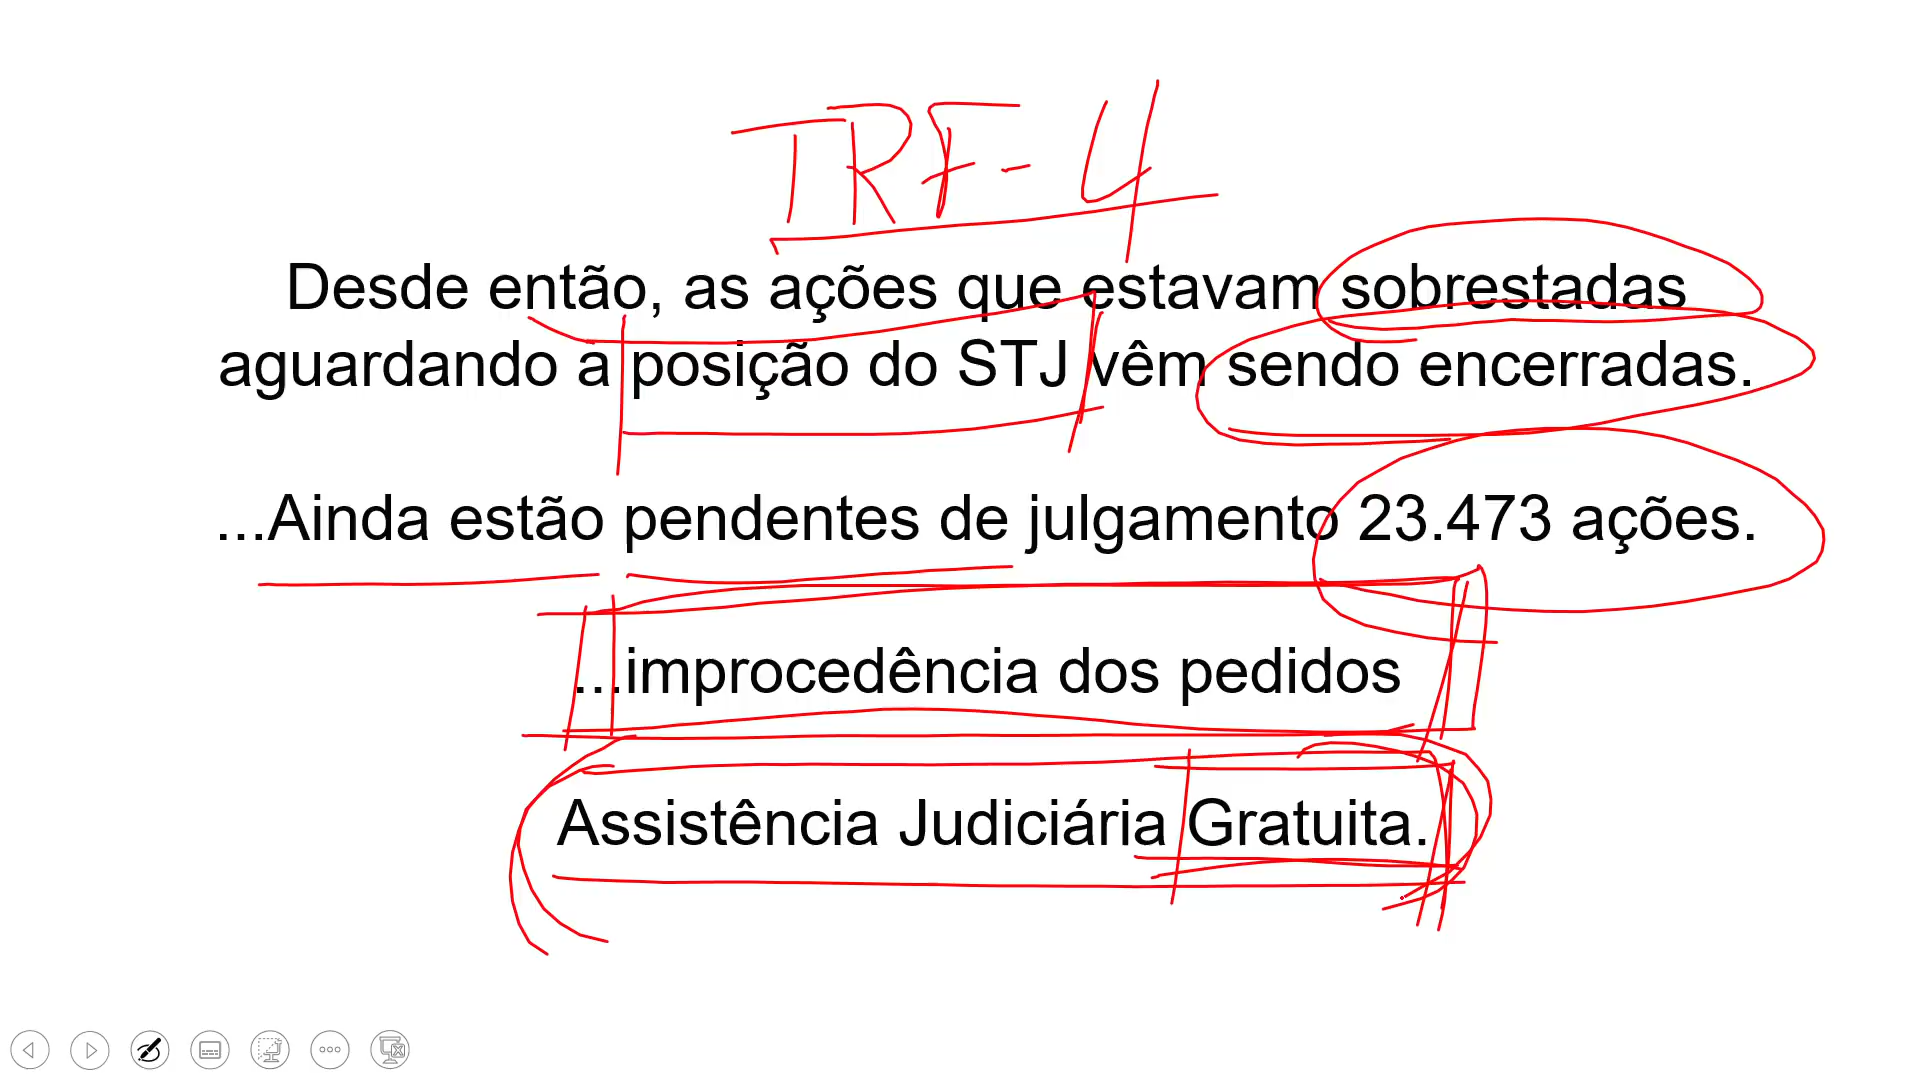 TRF-4
Desde então, as ações que estavam sobrestadas
aguardando a posição do STJ vêm sendo encerradas.
...Ainda estão pendentes de julgamento 23.473 ações.
...improcedência dos pedidos
Assistência Judiciária Gratuita.